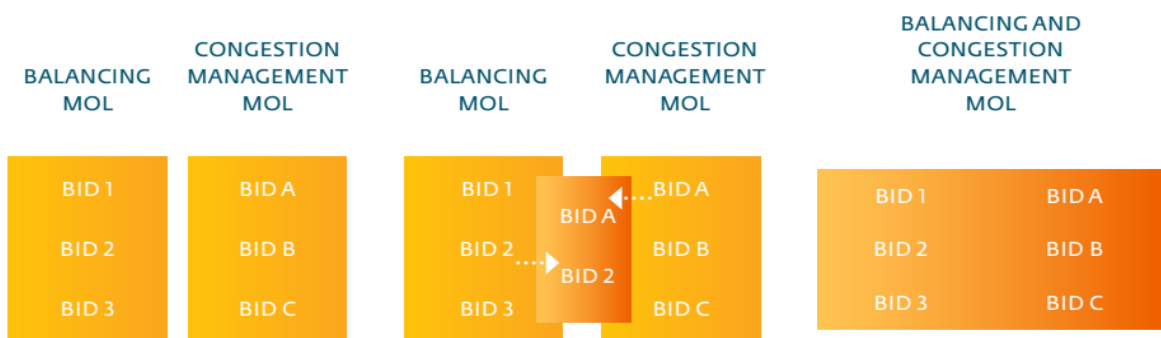 BALANCING
MOL
CONGESTION
MANAGEMENT
MOL
BALANCING
MOL
CONGESTION
MANAGEMENT
MOL
BALANCING AND
CONGESTION
MANAGEMENT
MOL
BID 1
BID 2
BID 3
BID A
BID B
BID C
BID 1
BID 2
BID 3
BID A
BID 2
BID A
BID B
BID C
BID 1
BID 2
BID 3
BID A
BID B
BID C